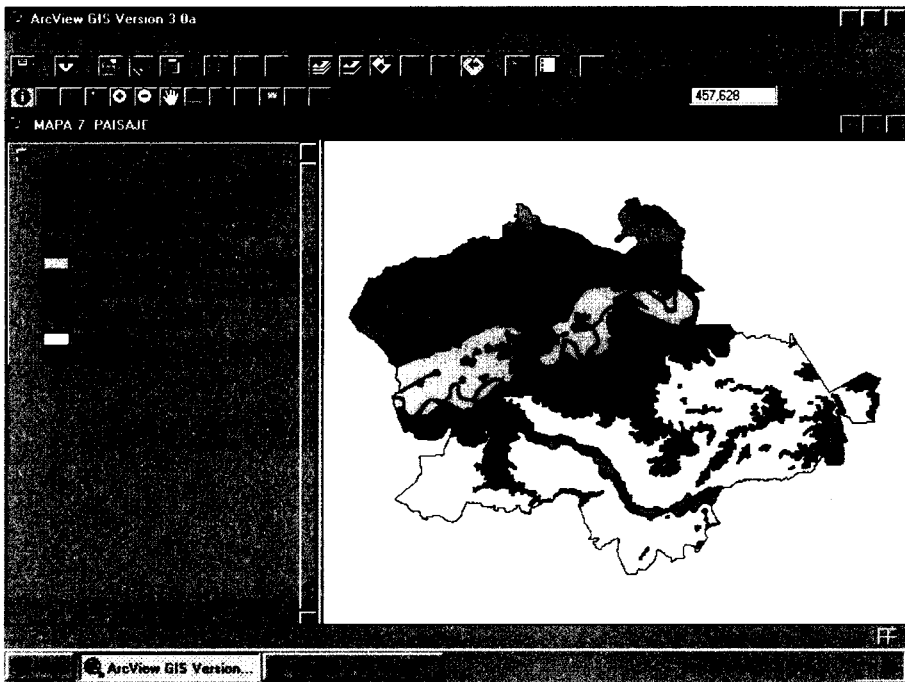 ArcView GIS Version 3.0a
457,628
MAPA 7 PAISAJE
ArcView GIS Version...